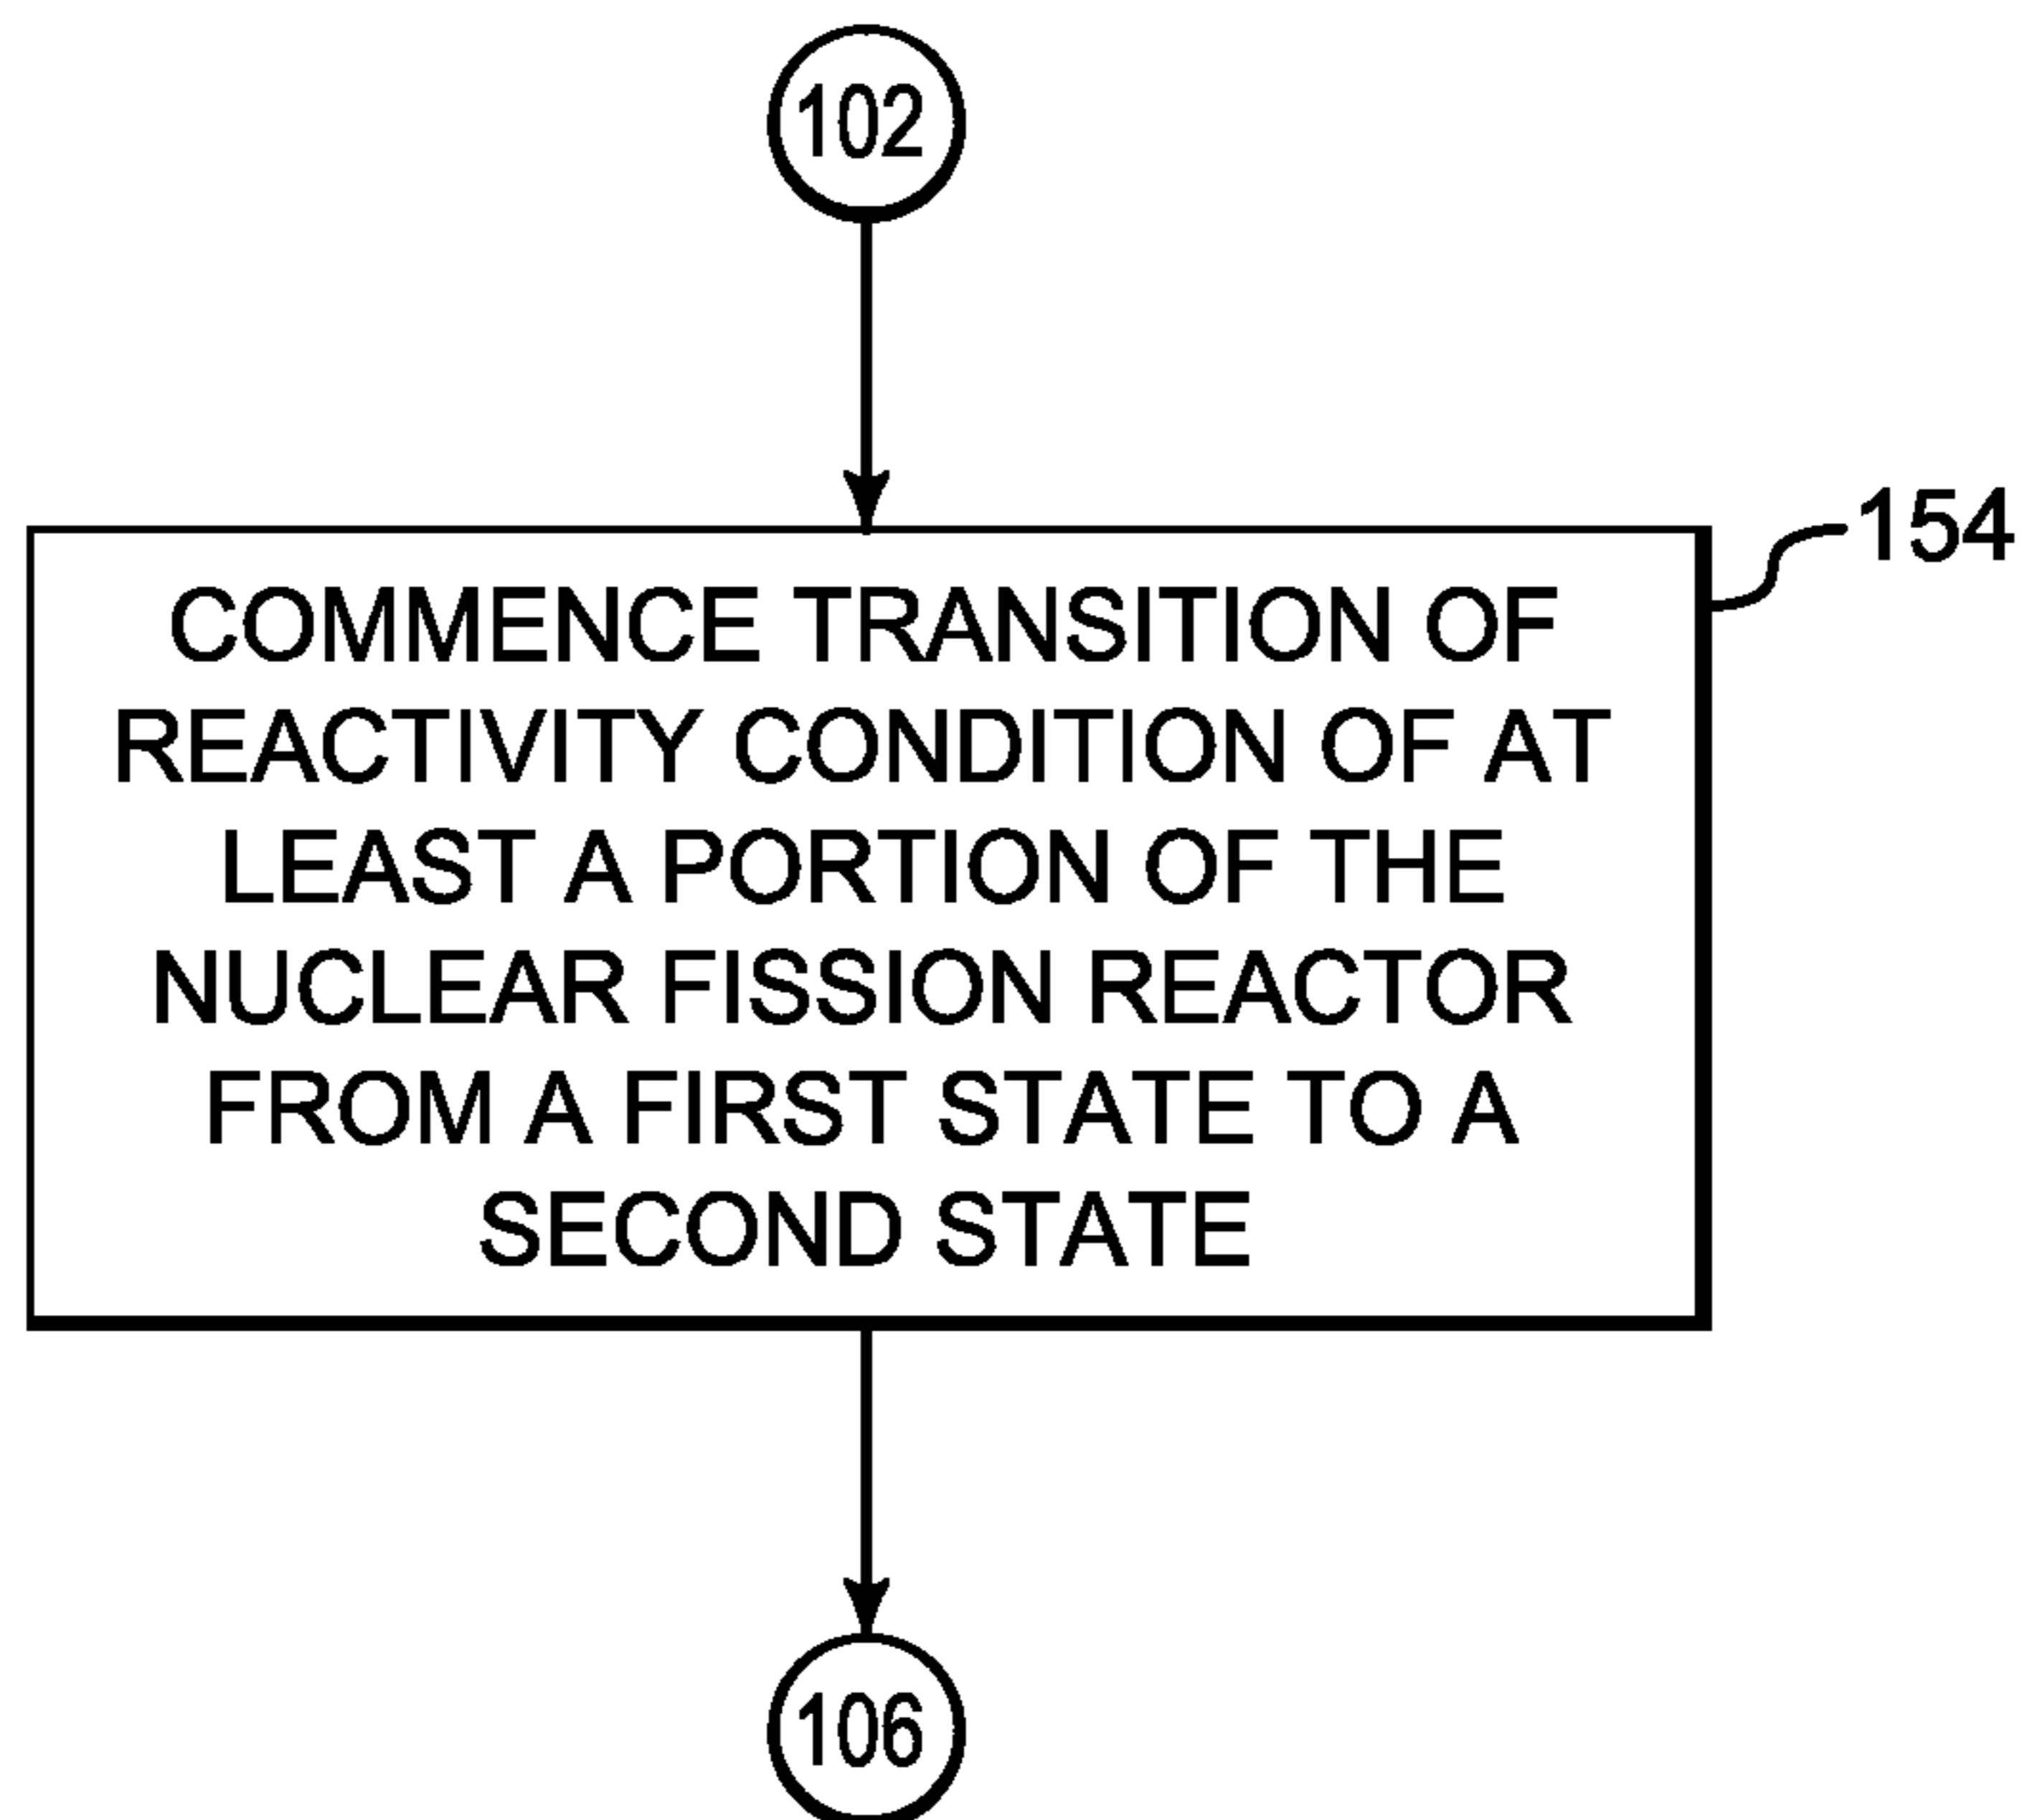 102
154
COMMENCE TRANSITION OF
REACTIVITY CONDITION OF AT
LEAST A PORTION OF THE
NUCLEAR FISSION REACTOR
FROM A FIRST STATE TO A
SECOND STATE
106